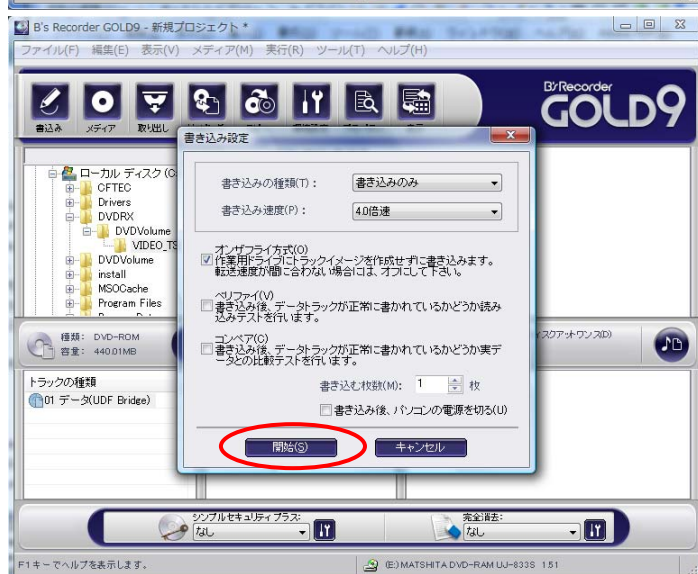 B's Recorder GOLD9 - 新規プロジェクト *
ファイル(F) 編集(E) 表示(V) メディア(M) 実行(R) ツール(T) ヘルプ(H)
B's Recorder
GOLD9
書込み メディア 取り出し
書き込み設定
書き込みの種類(T)： 書き込みのみ
書き込み速度(P)： 4.0倍速
オンザフライ方式(O)
作業用ドライブにトラックイメージを作成せずに書き込みます。
転送速度が間に合わない場合には、オフにして下さい。
ベリファイ(V)
書き込み後、データトラックが正常に書かれているかどうか読み
込みテストを行います。
コンペア(C)
書き込み後、データトラックが正常に書かれているかどうか実デ
ータとの比較テストを行います。
書き込む枚数(M): 1 枚
書き込み後、パソコンの電源を切る(U)
開始(S) キャンセル
ローカル ディスク (C
CFTEC
Drivers
DVDRX
DVDVolume
VIDEO_TS
DVDVolume
install
MSOCache
Program Files
種類： DVD-ROM
容量： 440.01MB
ィスクアットワンス(D)
トラックの種類
01 データ(UDF Bridge)
シンプルセキュリティプラス:
なし
完全消去:
なし
F1 キーでヘルプを表示します。
(E:) MATSHITA DVD-RAM UJ-833S 1.51